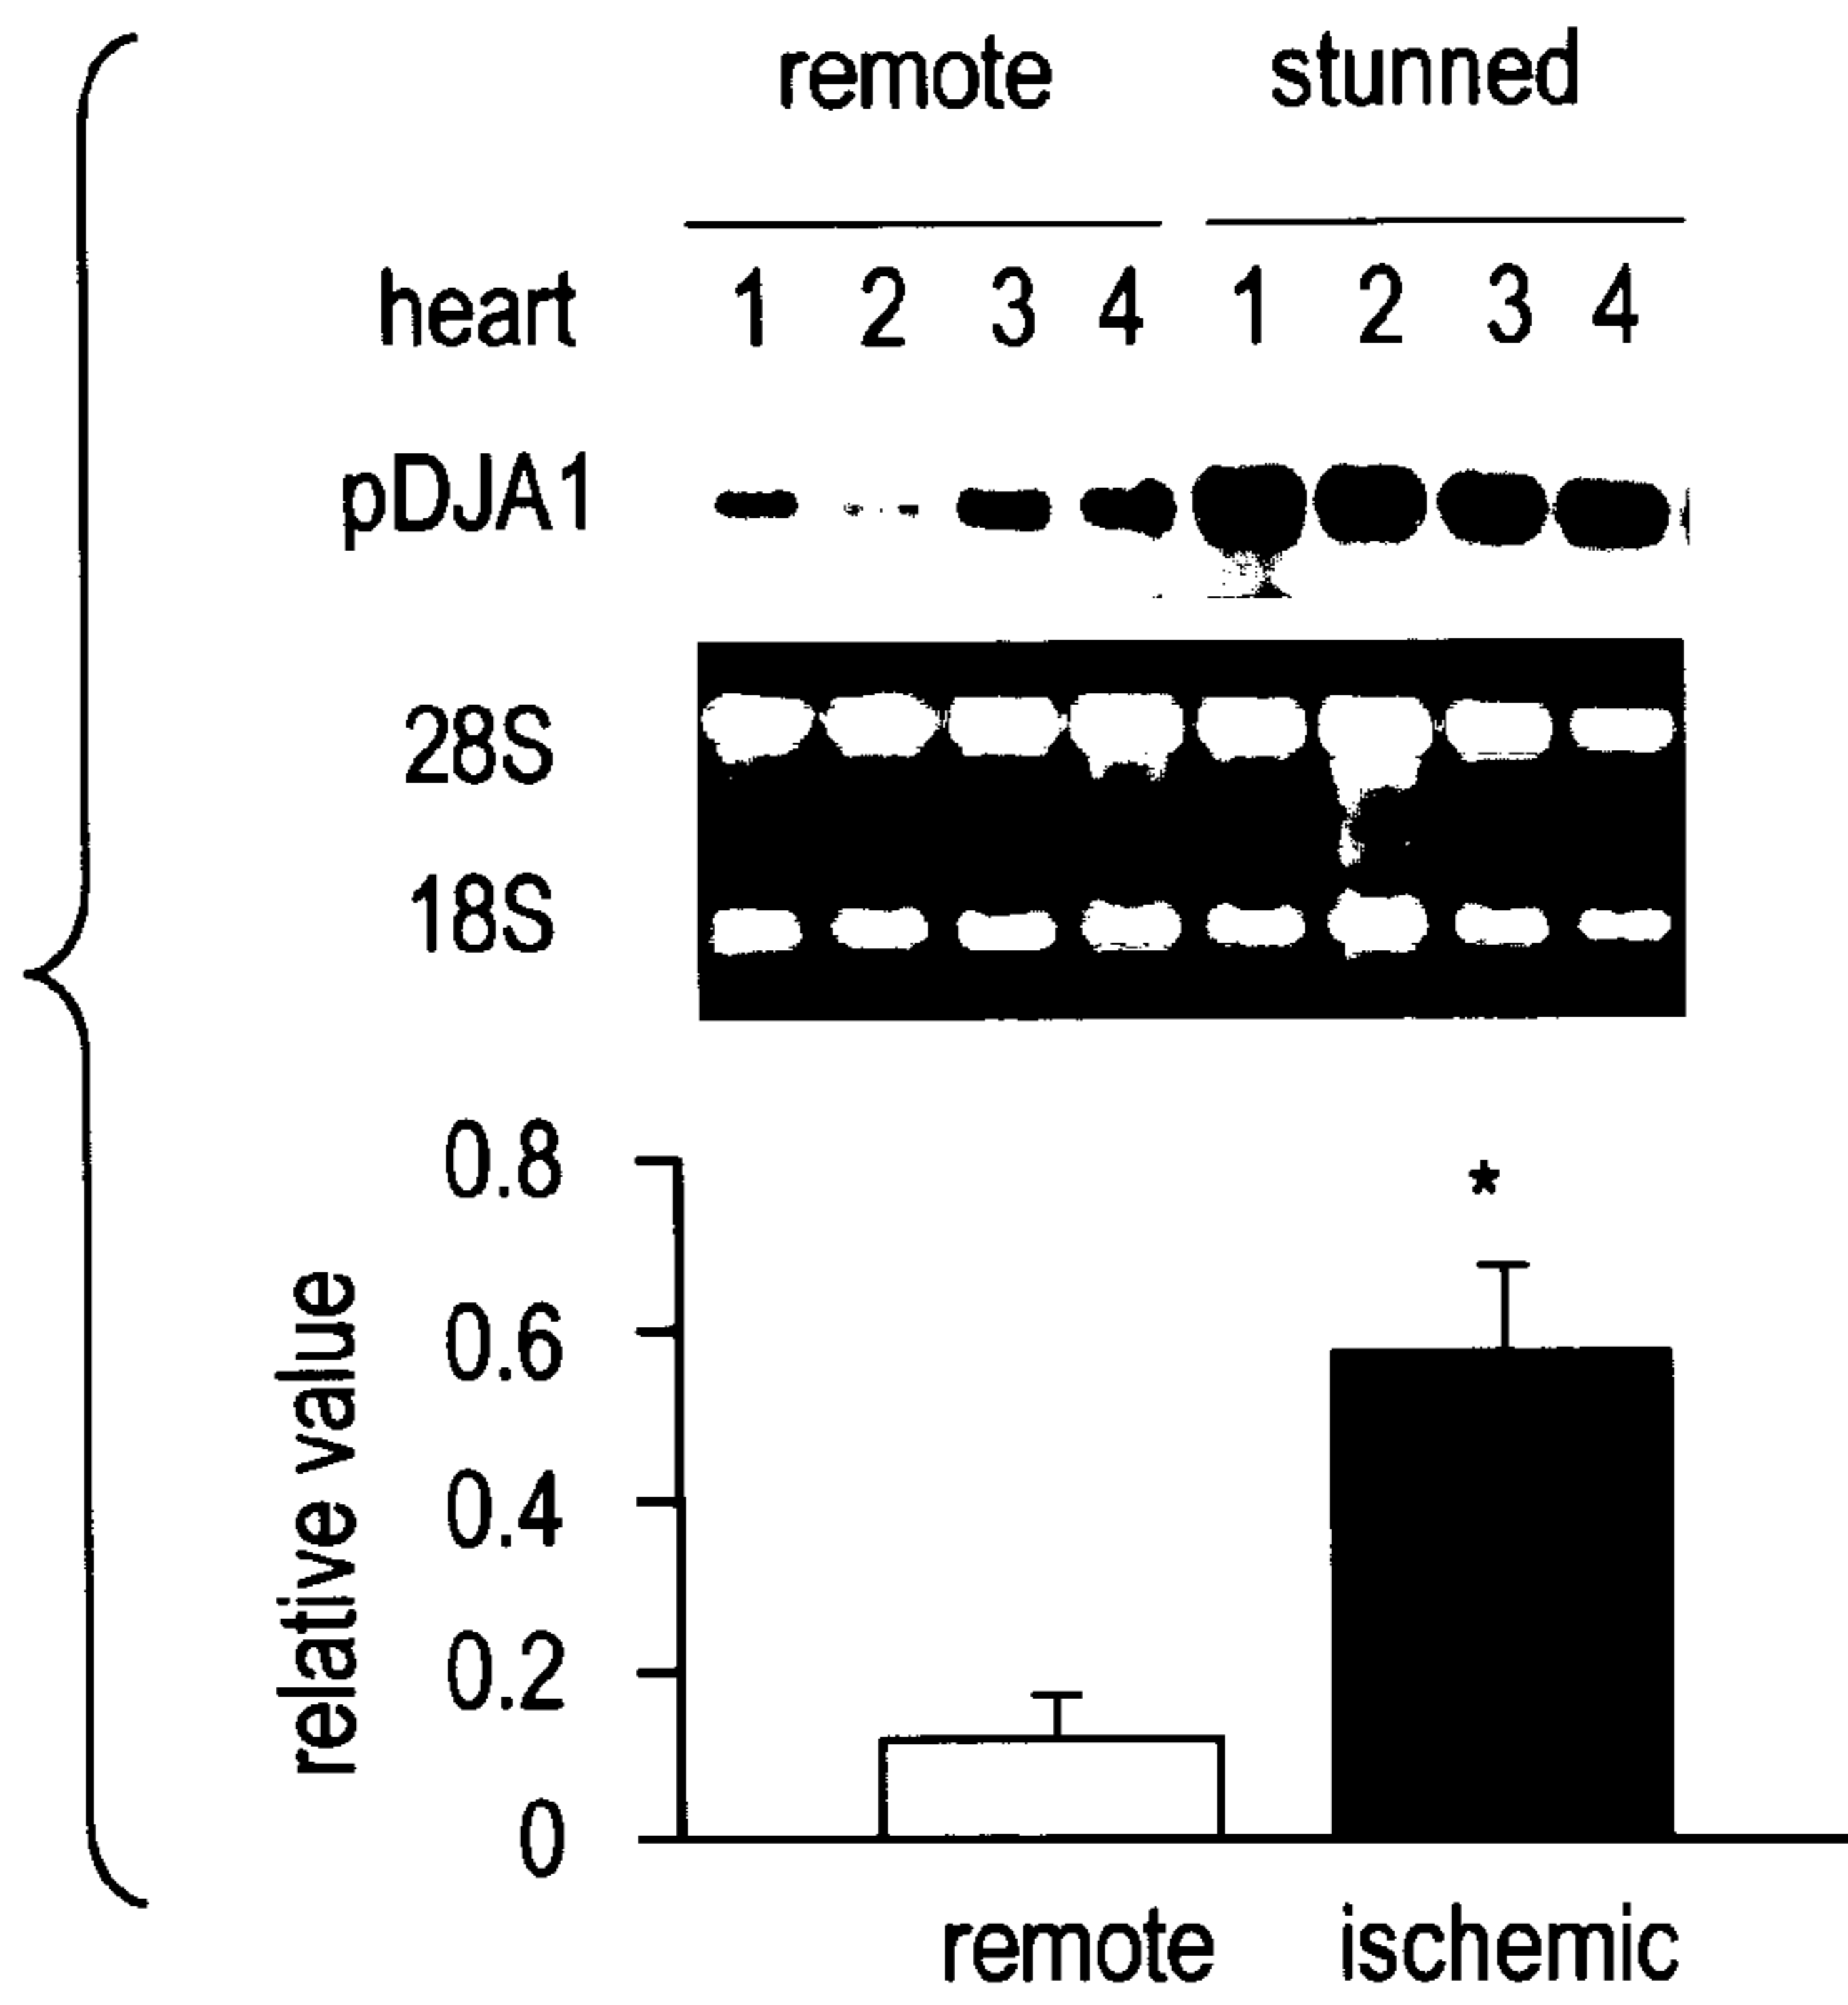 remote stunned
heart 1 2 3 4 1 2 3 4
pDJA1
28S
18S
0.8
*
0.6
0.4
0.2
0
relative value
remote ischemic